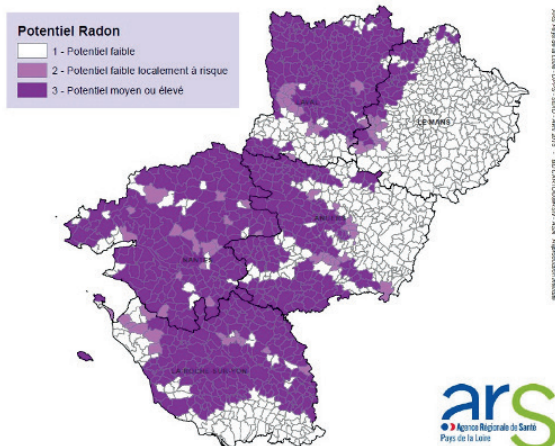 Potentiel Radon
1 - Potentiel faible
2 - Potentiel faible localement à risque
3 - Potentiel moyen ou élevé
LAVAL
LE MANS
ANGERS
NANTES
LA ROCHE-SUR-YON
ars
Agence Régionale de Santé
Pays de la Loire